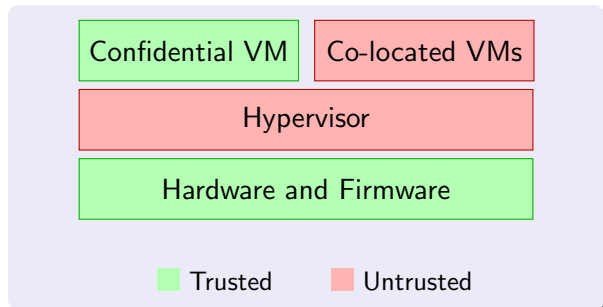 Confidential VM Co-located VMs
Hypervisor
Hardware and Firmware
Trusted Untrusted